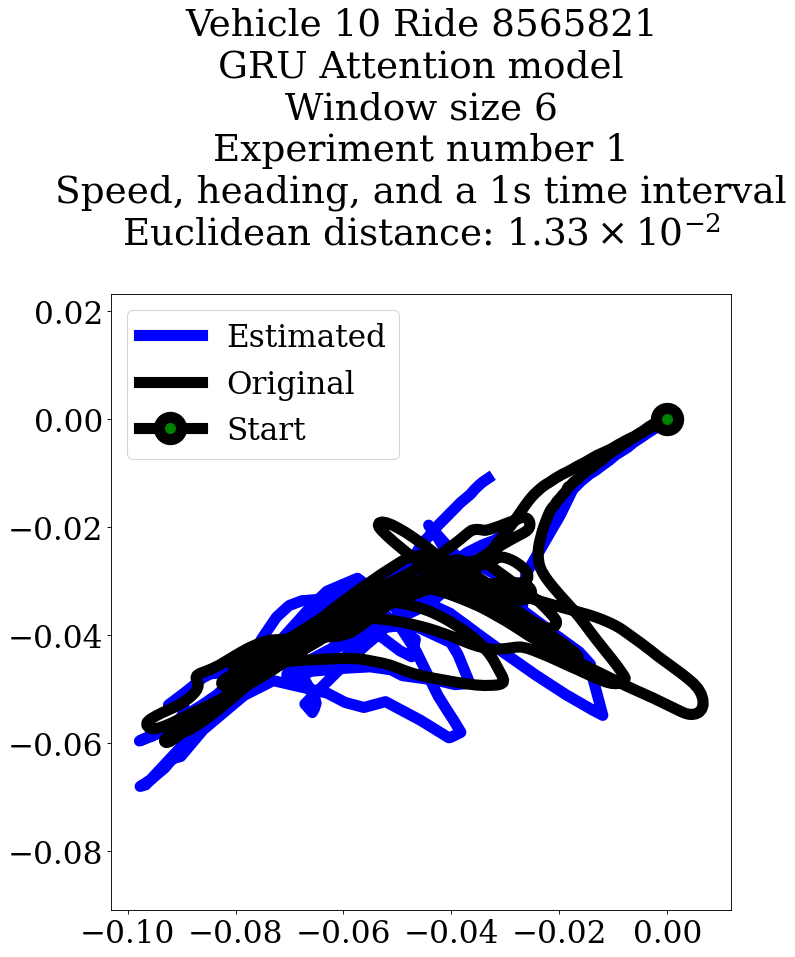 Vehicle 10 Ride 8565821
GRU Attention model
Window size 6
Experiment number 1
Speed, heading, and a 1s time interval
Euclidean distance: 1.33 × 10⁻²
0.02
0.00
−0.02
−0.04
−0.06
−0.08
Estimated
Original
Start
−0.10 −0.08 −0.06 −0.04 −0.02 0.00